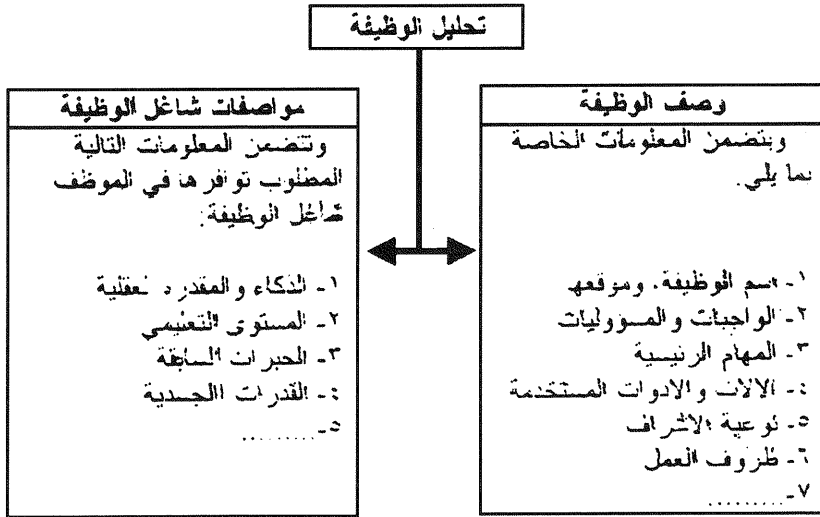 تحليل الوظيفة
وصف الوظيفة
ويتضمن المعلومات الخاصة
بما يلي.
١- اسم الوظيفة، وموقعها
٢- الواجبات والمسؤوليات
٣- المهام الرئيسية
٤- الآلات والادوات المستخدمة
٥- نوعية الاشراف
٦- ظروف العمل
٧- .........
مواصفات شاغل الوظيفة
وتتضمن المعلومات التالية
المطلوب توافرها في الموظف
شاغل الوظيفة:
١- الذكاء والمقدرة العقلية
٢- المستوى التعليمي
٣- الخبرات السابقة
٤- القدرات الجسدية
٥- .........